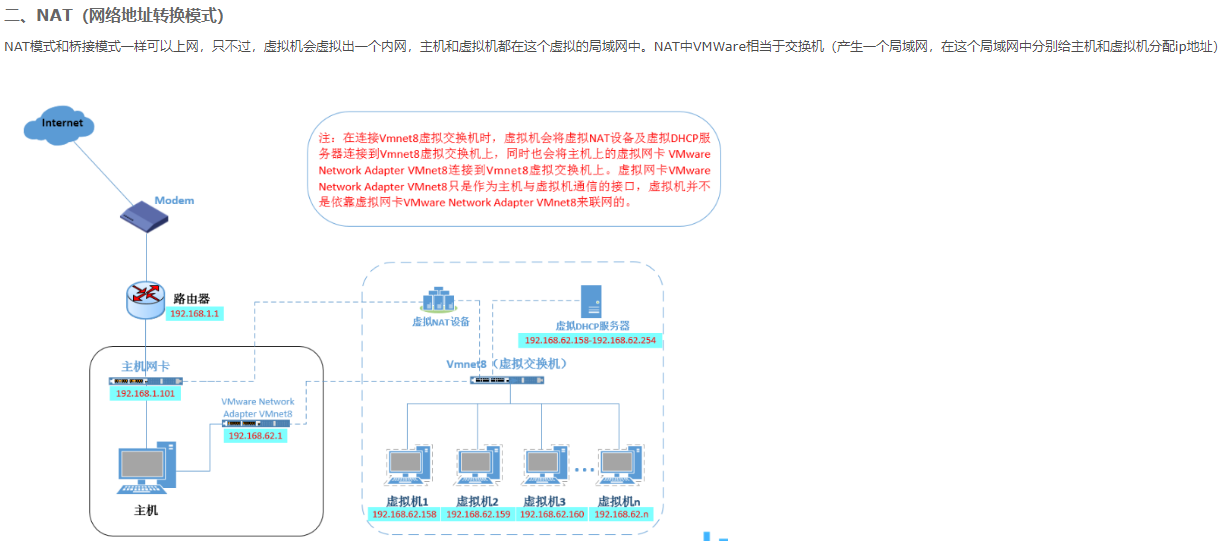 二、NAT（网络地址转换模式）
NAT模式和桥接模式一样可以上网，只不过，虚拟机会虚拟出一个内网，主机和虚拟机都在这个虚拟的局域网中。NAT中VMWare相当于交换机（产生一个局域网，在这个局域网中分别给主机和虚拟机分配ip地址）
Internet
注：在连接Vmnet8虚拟交换机时，虚拟机会将虚拟NAT设备及虚拟DHCP服
务器连接到Vmnet8虚拟交换机上，同时也会将主机上的虚拟网卡 VMware
Network Adapter VMnet8连接到Vmnet8虚拟交换机上。虚拟网卡VMware
Network Adapter VMnet8只是作为主机与虚拟机通信的接口，虚拟机并不
是依靠虚拟网卡VMware Network Adapter VMnet8来联网的。
Modem
路由器
192.168.1.1
虚拟NAT设备
虚拟DHCP服务器
192.168.62.158-192.168.62.254
主机网卡
192.168.1.101
Vmnet8（虚拟交换机）
VMware Network
Adapter VMnet8
192.168.62.1
主机
虚拟机1
192.168.62.158
虚拟机2
192.168.62.159
虚拟机3
192.168.62.160
虚拟机n
192.168.62.n